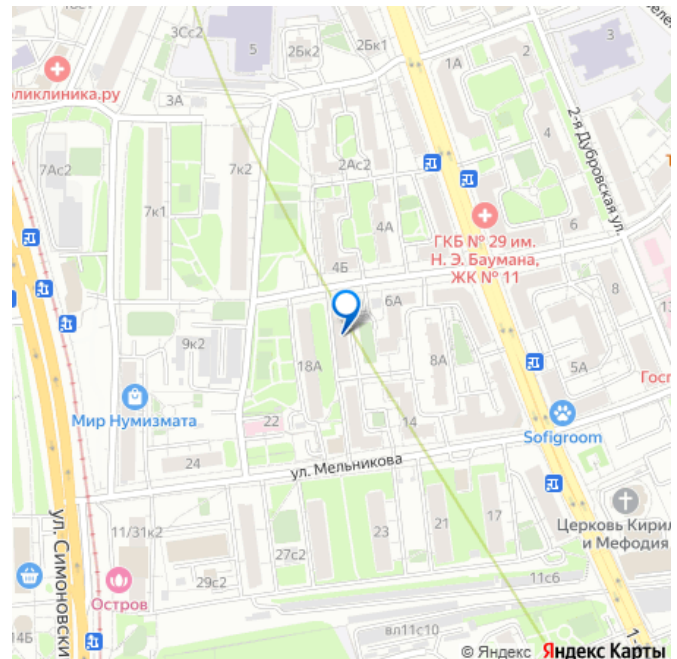 3Сс2
5
2Бк2
2Бк1
3
оликлиника.ру
3А
1А
2
2-я Дубровская ул.
7Ас2
7к2
2Ас2
4
7к1
4А
ГКБ № 29 им.
Н. Э. Баумана,
ЖК № 11
6
4Б
8
6А
9к2
18А
8А
5А
Мир Нумизмата
22
14
Sofigroom
24
ул. Мельникова
11/31к2
23
21
17
Церковь Кирил
и Мефодия
27с2
29с2
11с6
ул. Симоновски
Остров
14Б
вл11с10
1-
© Яндекс Яндекс Карты